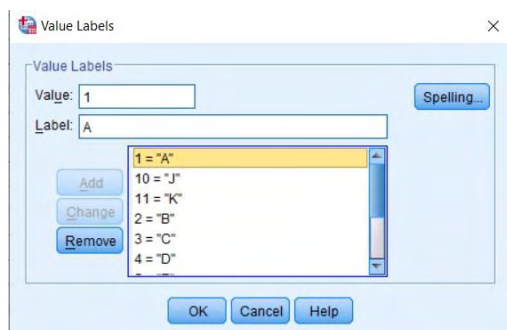 Value Labels
Value Labels
Value: 1
Spelling...
Label: A
1 = "A"
10 = "J"
11 = "K"
2 = "B"
3 = "C"
4 = "D"
Add
Change
Remove
OK Cancel Help